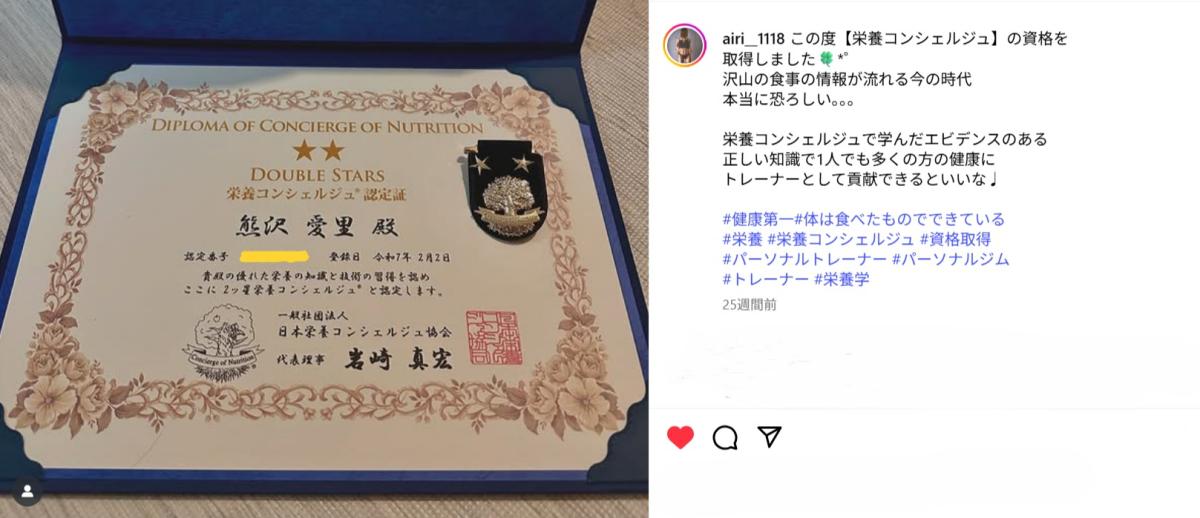 DIPLOMA OF CONCIERGE OF NUTRITION
DOUBLE STARS
栄養コンシェルジュ® 認定証
熊沢 愛里 殿
認定番号 登録日 令和7年 2月2日
貴殿の優れた栄養の知識と技術の習得を認め
ここに 2ッ星栄養コンシェルジュ® と認定します。
Concierge of Nutrition
一般社団法人
日本栄養コンシェルジュ協会
代表理事 岩崎 真宏
airi__1118 この度【栄養コンシェルジュ】の資格を
取得しました🍀*°
沢山の食事の情報が流れる今の時代
本当に恐ろしい｡｡｡
栄養コンシェルジュで学んだエビデンスのある
正しい知識で1人でも多くの方の健康に
トレーナーとして貢献できるといいな♩
#健康第一#体は食べたものでできている
#栄養 #栄養コンシェルジュ #資格取得
#パーソナルトレーナー #パーソナルジム
#トレーナー #栄養学
25週間前